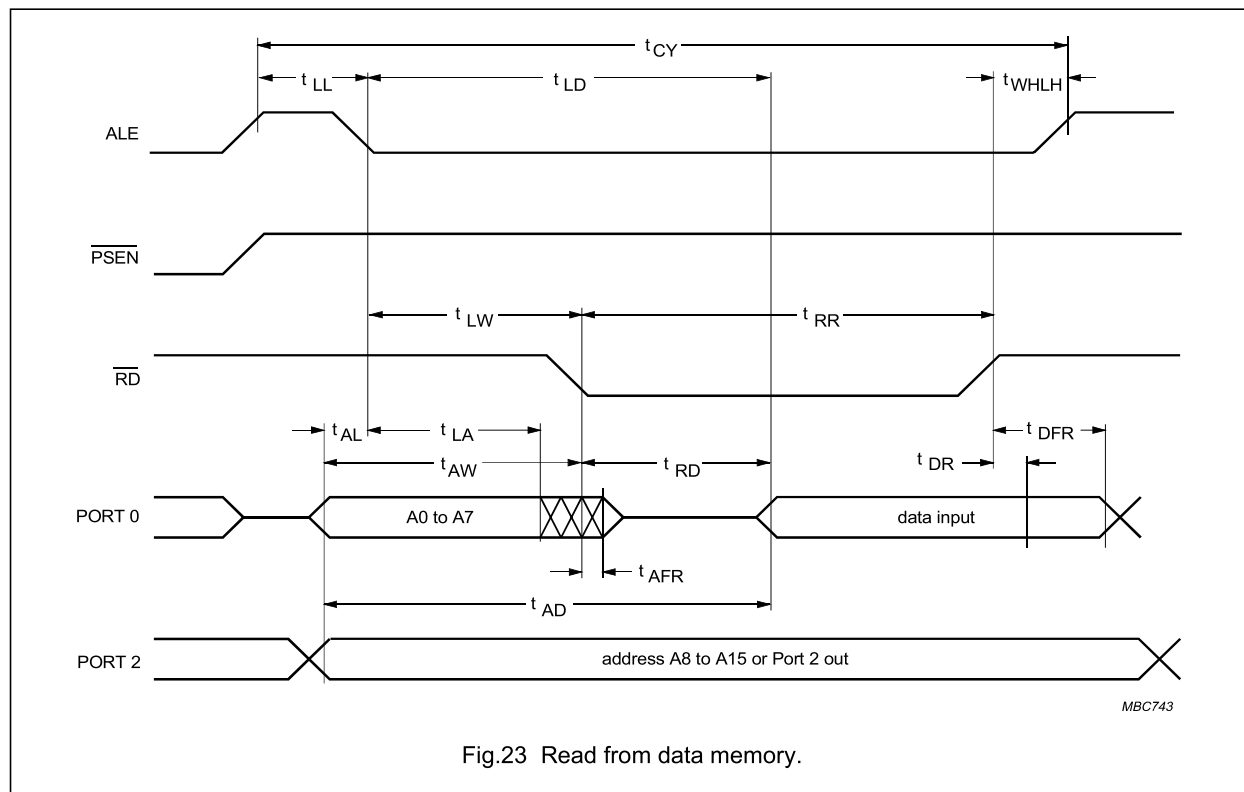 t CY
t LL
t LD
t WHLH
ALE
PSEN
t LW
t RR
RD
t AL
t LA
t DFR
t AW
t RD
t DR
PORT 0
A0 to A7
data input
t AFR
t AD
PORT 2
address A8 to A15 or Port 2 out
MBC743
Fig.23 Read from data memory.